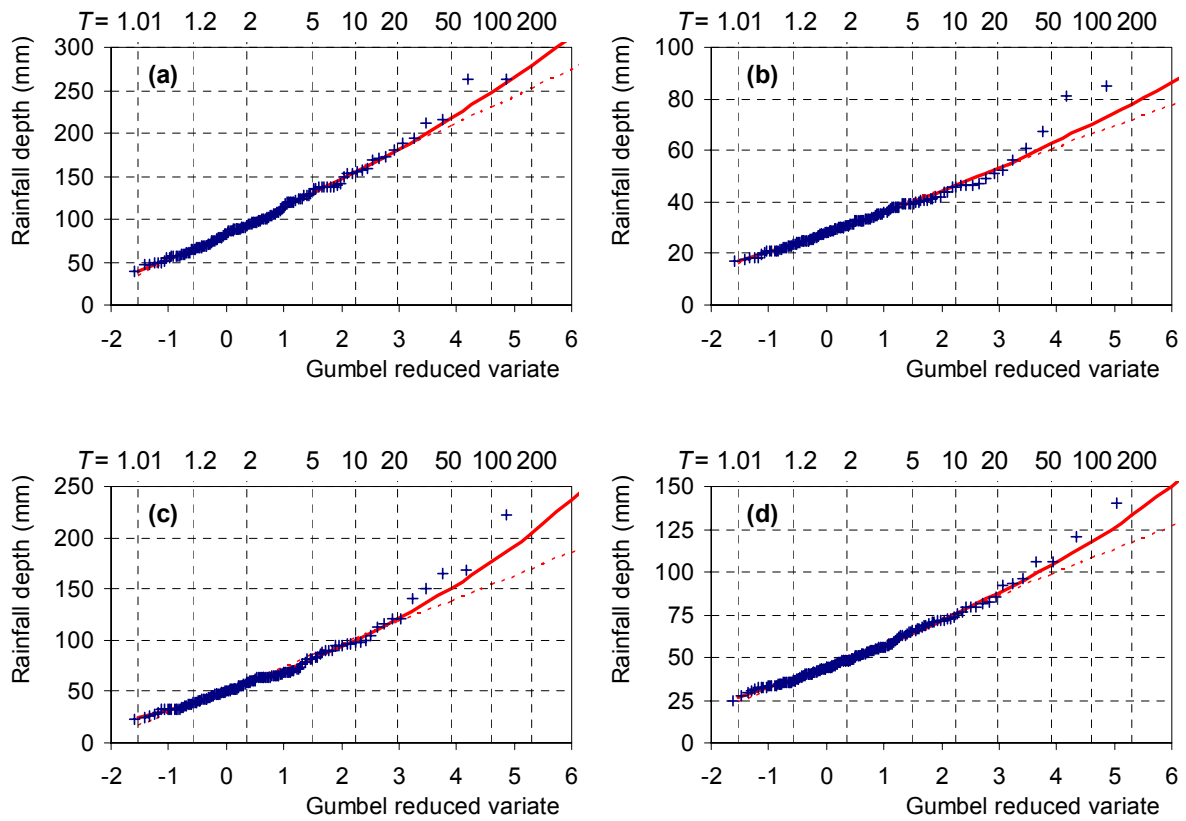 T= 1.01 1.2 2 5 10 20 50 100 200
Rainfall depth (mm)
300
250
200
150
100
50
0
(a)
-2 -1 0 1 2 3 4 5 6
Gumbel reduced variate
T= 1.01 1.2 2 5 10 20 50 100 200
Rainfall depth (mm)
100
80
60
40
20
0
(b)
-2 -1 0 1 2 3 4 5 6
Gumbel reduced variate
T= 1.01 1.2 2 5 10 20 50 100 200
Rainfall depth (mm)
250
200
150
100
50
0
(c)
-2 -1 0 1 2 3 4 5 6
Gumbel reduced variate
T= 1.01 1.2 2 5 10 20 50 100 200
Rainfall depth (mm)
150
125
100
75
50
25
0
(d)
-2 -1 0 1 2 3 4 5 6
Gumbel reduced variate